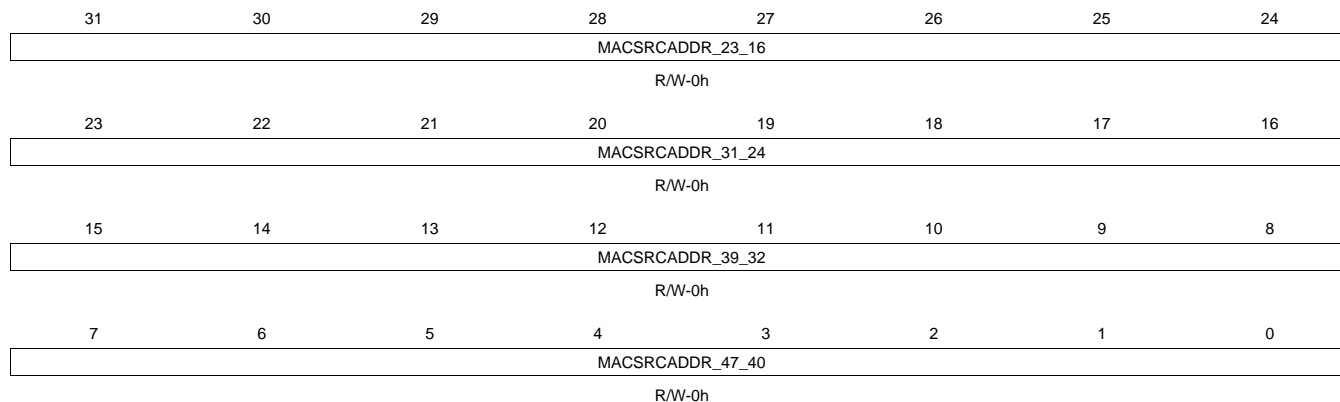 31 30 29 28 27 26 25 24
MACSRCADDR_23_16
R/W-0h
23 22 21 20 19 18 17 16
MACSRCADDR_31_24
R/W-0h
15 14 13 12 11 10 9 8
MACSRCADDR_39_32
R/W-0h
7 6 5 4 3 2 1 0
MACSRCADDR_47_40
R/W-0h